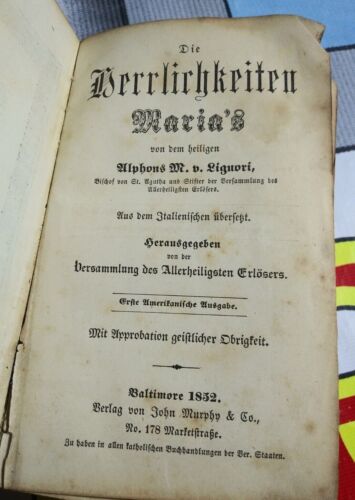 Die
Herrlichkeiten
Maria's
von dem heiligen
Alphons M. v. Liguori,
Bischof von St. Agatha und Stifter der Versammlung des
Allerheiligsten Erlösers.
Aus dem Italienischen übersetzt.
Herausgegeben
von der
Versammlung des Allerheiligsten Erlösers.
Erste Amerikanische Ausgabe.
Mit Approbation geistlicher Obrigkeit.
Baltimore 1852.
Verlag von John Murphy & Co.,
No. 178 Marketstraße.
Zu haben in allen katholischen Buchhandlungen der Ver. Staaten.